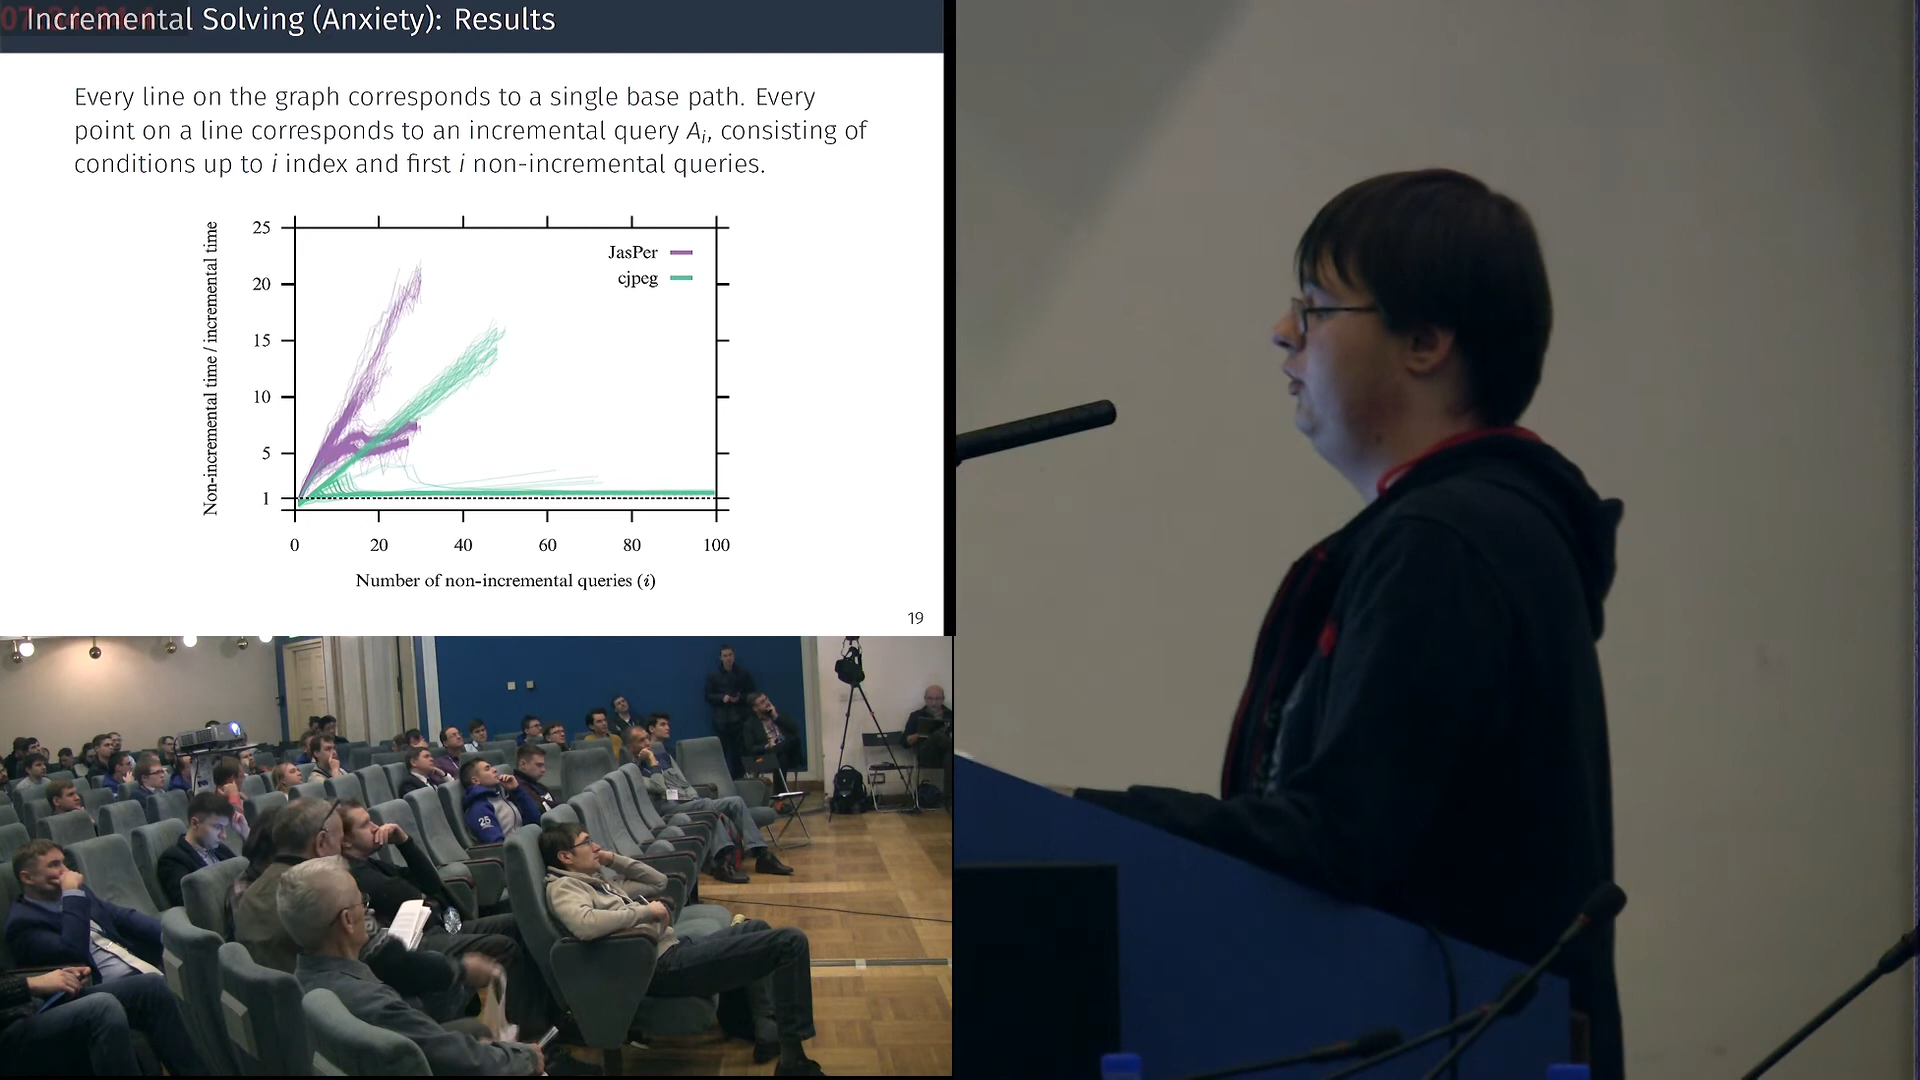 Incremental Solving (Anxiety): Results
Every line on the graph corresponds to a single base path. Every
point on a line corresponds to an incremental query Ai, consisting of
conditions up to i index and first i non-incremental queries.
Non-incremental time / incremental time
25
20
15
10
5
1
JasPer
cjpeg
0 20 40 60 80 100
Number of non-incremental queries (i)
19
25